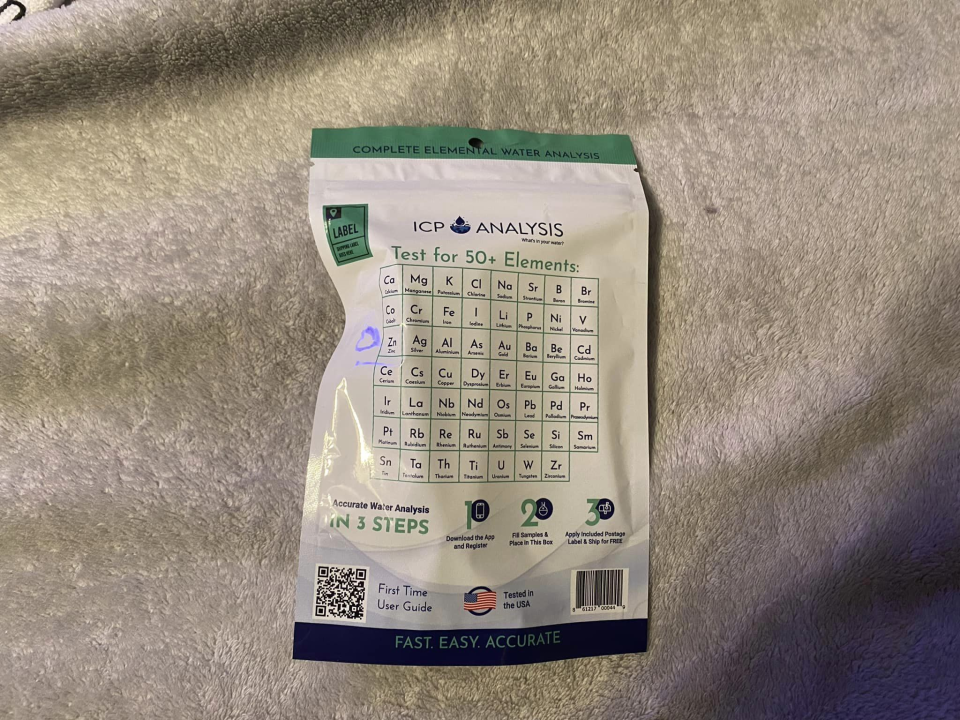 COMPLETE ELEMENTAL WATER ANALYSIS
LABEL
ICP ANALYSIS
What's in your water?
Test for 50+ Elements:
Ca Mg K Cl Na Sr B Br
Calcium Manganese Potassium Chlorine Sodium Strontium Boron Bromine
Co Cr Fe I Li P Ni V
Cobalt Chromium Iron Iodine Lithium Phosphorus Nickel Vanadium
Zn Ag Al As Au Ba Be Cd
Zinc Silver Aluminium Arsenic Gold Barium Beryllium Cadmium
Ce Cs Cu Dy Er Eu Ga Ho
Cerium Caesium Copper Dysprosium Erbium Europium Gallium Holmium
Ir La Nb Nd Os Pb Pd Pr
Iridium Lanthanum Niobium Neodymium Osmium Lead Palladium Praseodymium
Pt Rb Re Ru Sb Se Si Sm
Platinum Rubidium Rhenium Ruthenium Antimony Selenium Silicon Samarium
Sn Ta Th Ti U W Zr
Tin Tantalum Thorium Titanium Uranium Tungsten Zirconium
Accurate Water Analysis
IN 3 STEPS
1
Download the App
and Register
2
Fill Samples &
Place in This Box
3
Apply Included Postage
Label & Ship for FREE
First Time
User Guide
Tested in
the USA
51217 00044
FAST. EASY. ACCURATE